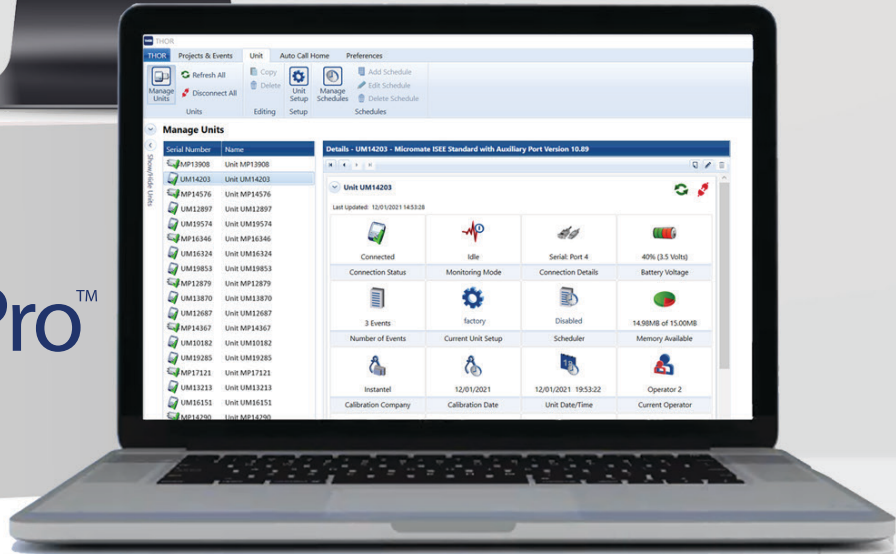 THOR
THOR Projects & Events Unit Auto Call Home Preferences
Manage Units
Refresh All
Disconnect All
Units
Copy
Delete
Editing
Unit Setup
Setup
Manage Schedules
Add Schedule
Edit Schedule
Delete Schedule
Schedules
Manage Units
Show/Hide Units
Serial Number Name
MP13908 Unit MP13908
UM14203 Unit UM14203
MP14576 Unit MP14576
UM12897 Unit UM12897
UM19574 Unit UM19574
MP16346 Unit MP16346
UM16324 Unit UM16324
UM19853 Unit UM19853
MP12879 Unit MP12879
UM13870 Unit UM13870
UM12687 Unit UM12687
MP14367 Unit MP14367
UM10182 Unit UM10182
UM19285 Unit UM19285
MP17121 Unit MP17121
UM13213 Unit UM13213
UM16151 Unit UM16151
MP14290 Unit MP14290
Details - UM14203 - Micromate ISEE Standard with Auxiliary Port Version 10.89
Unit UM14203
Last Updated: 12/01/2021 14:53:28
Connected Idle Serial: Port 4 40% (3.5 Volts)
Connection Status Monitoring Mode Connection Details Battery Voltage
3 Events factory Disabled 14.98MB of 15.00MB
Number of Events Current Unit Setup Scheduler Memory Available
Instantel 12/01/2021 12/01/2021 19:53:22 Operator 2
Calibration Company Calibration Date Unit Date/Time Current Operator
Pro™